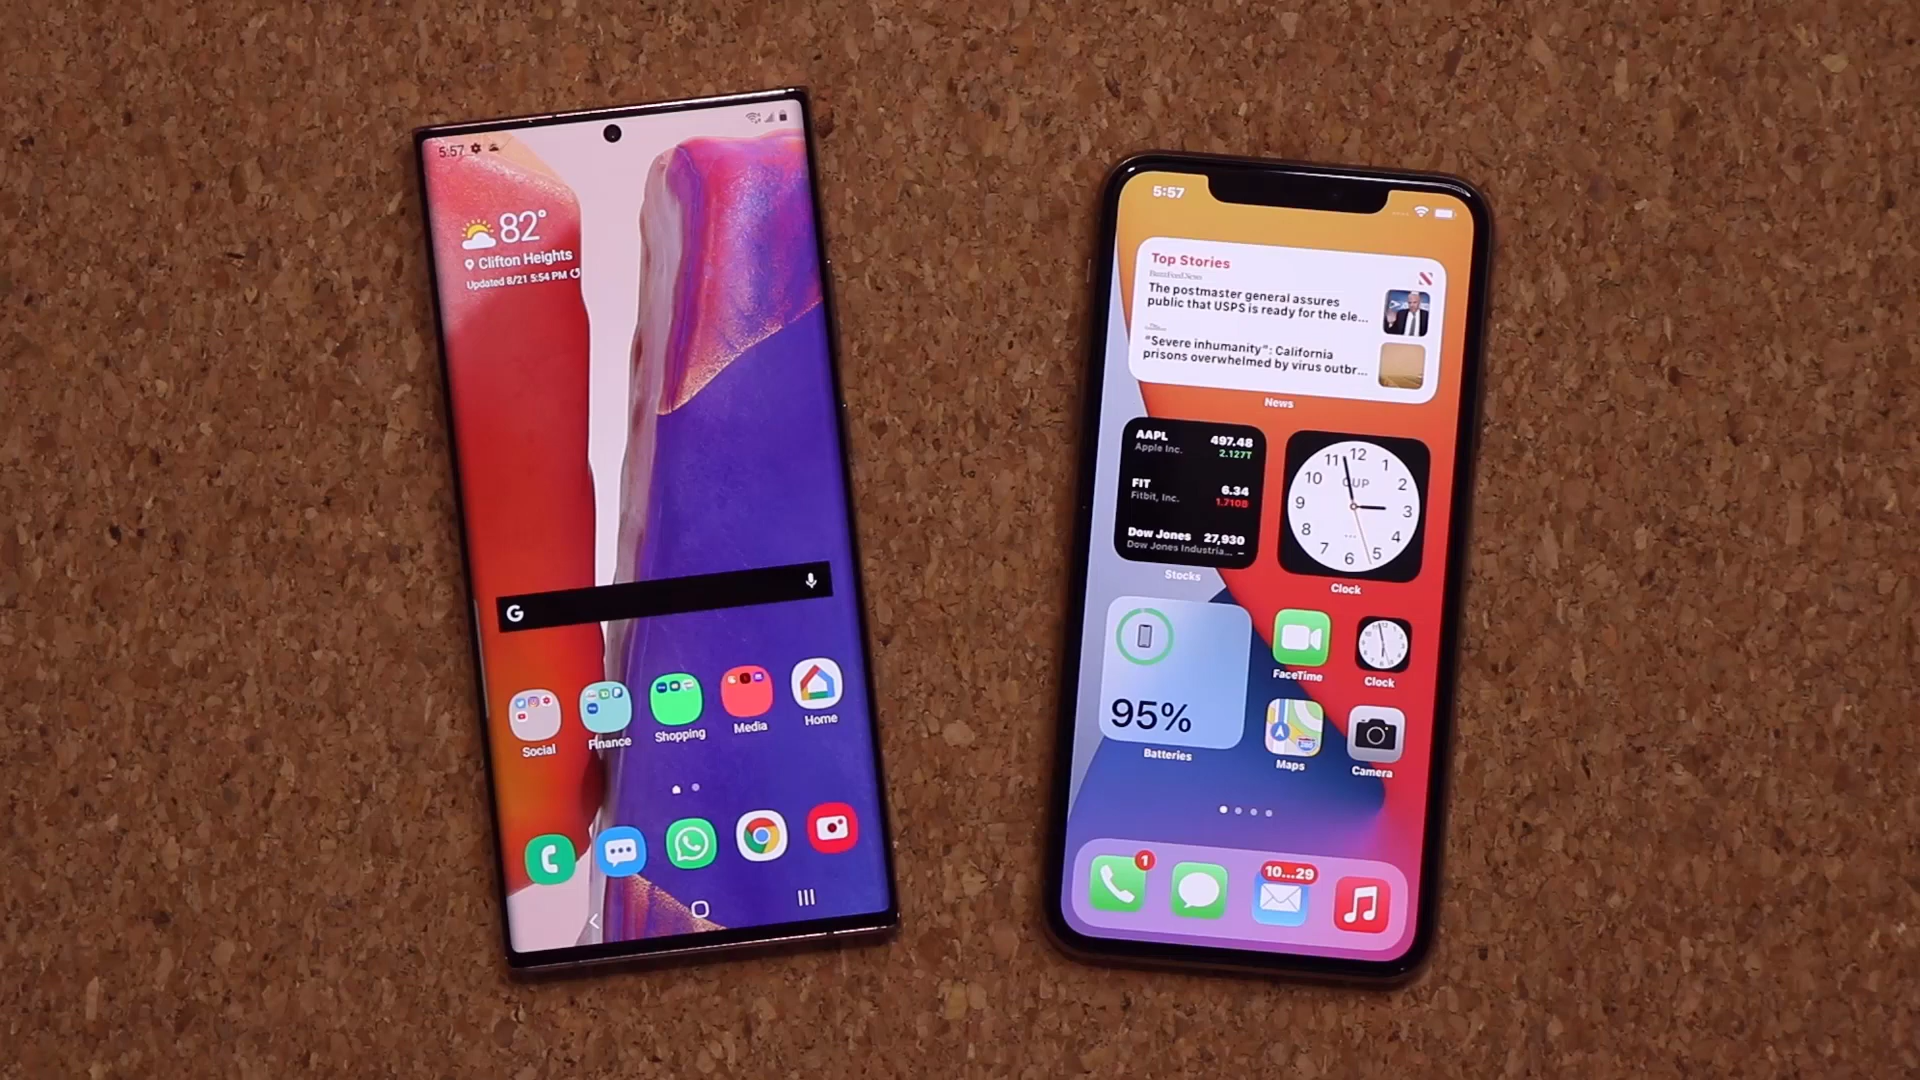 5:57
82°
Clifton Heights
Updated 8/21 5:54 PM
G
Social
Finance
Shopping
Media
Home
5:57
Top Stories
BuzzFeed News
The postmaster general assures
public that USPS is ready for the ele...
"Severe inhumanity": California
prisons overwhelmed by virus outbr...
News
AAPL 497.48
Apple Inc. 2.127T
FIT 6.34
Fitbit, Inc. 1.710B
Dow Jones 27,930
Dow Jones Industria... –
Stocks
12
11 1
CUP
10 2
9 3
8 4
7 5
6
Clock
95%
Batteries
FaceTime
Clock
Maps
Camera
1
10...29